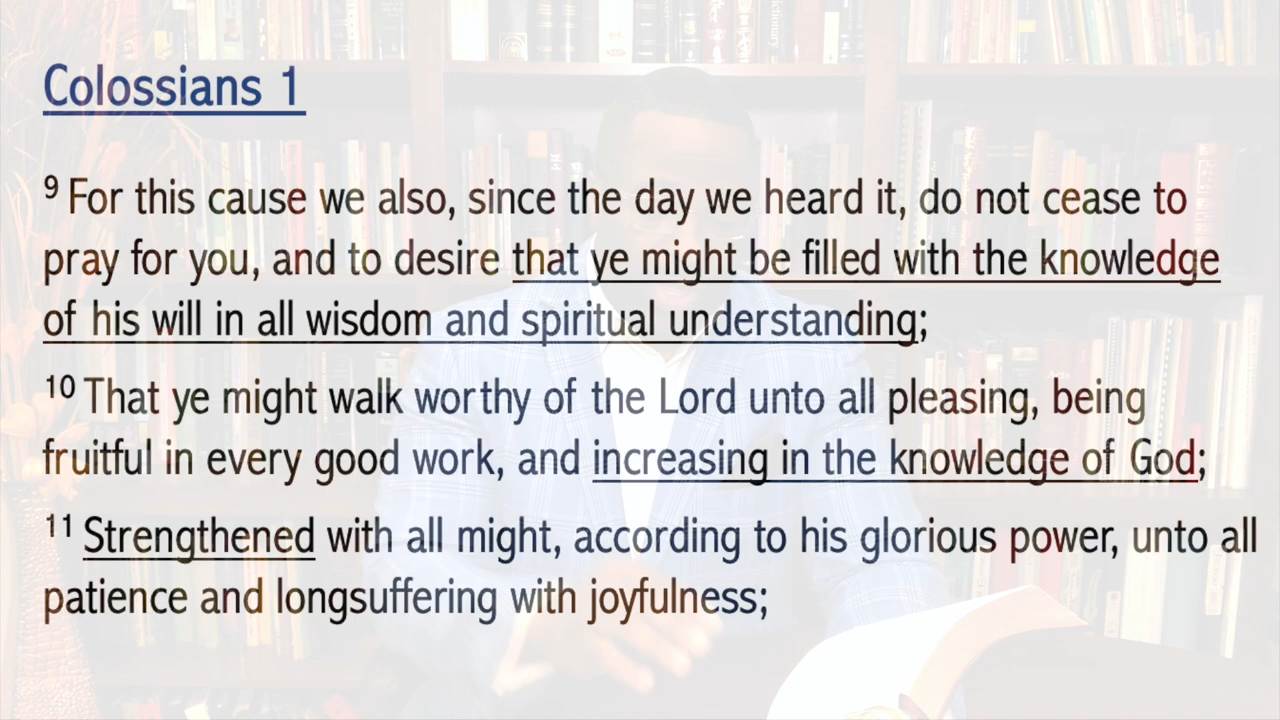 Colossians 1
9 For this cause we also, since the day we heard it, do not cease to
pray for you, and to desire that ye might be filled with the knowledge
of his will in all wisdom and spiritual understanding;
10 That ye might walk worthy of the Lord unto all pleasing, being
fruitful in every good work, and increasing in the knowledge of God;
11 Strengthened with all might, according to his glorious power, unto all
patience and longsuffering with joyfulness;